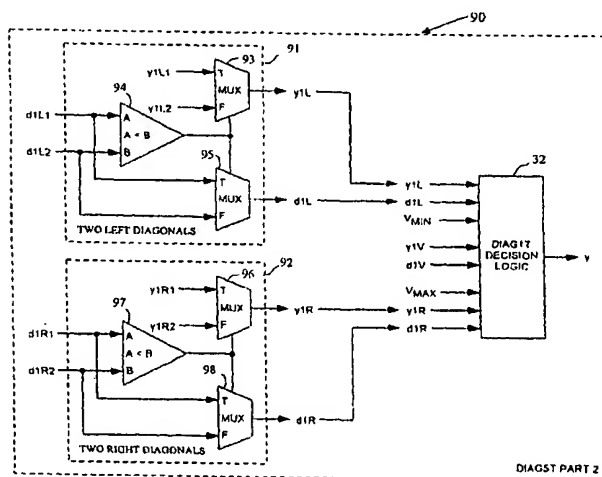 90
91
93
y1L1
T
MUX
y1L
94
y1L2
F
d1L1
A
A < B
95
d1L2
B
T
MUX
d1L
F
TWO LEFT DIAGONALS
92
96
y1R1
T
MUX
y1R
97
y1R2
F
d1R1
A
A < B
98
d1R2
B
T
MUX
d1R
F
TWO RIGHT DIAGONALS
32
y1L
d1L
VMIN
y1V
d1V
VMAX
y1R
d1R
DIAG1T
DECISION
LOGIC
y
DIAGST PART 2